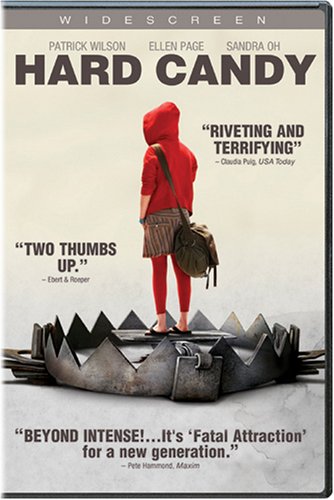 WIDESCREEN
PATRICK WILSON ELLEN PAGE SANDRA OH
HARD CANDY
“RIVETING AND
TERRIFYING”
– Claudia Puig, USA Today
“TWO THUMBS
UP.”
– Ebert & Roeper
“BEYOND INTENSE!...It's ‘Fatal Attraction’
for a new generation.”
– Pete Hammond, Maxim